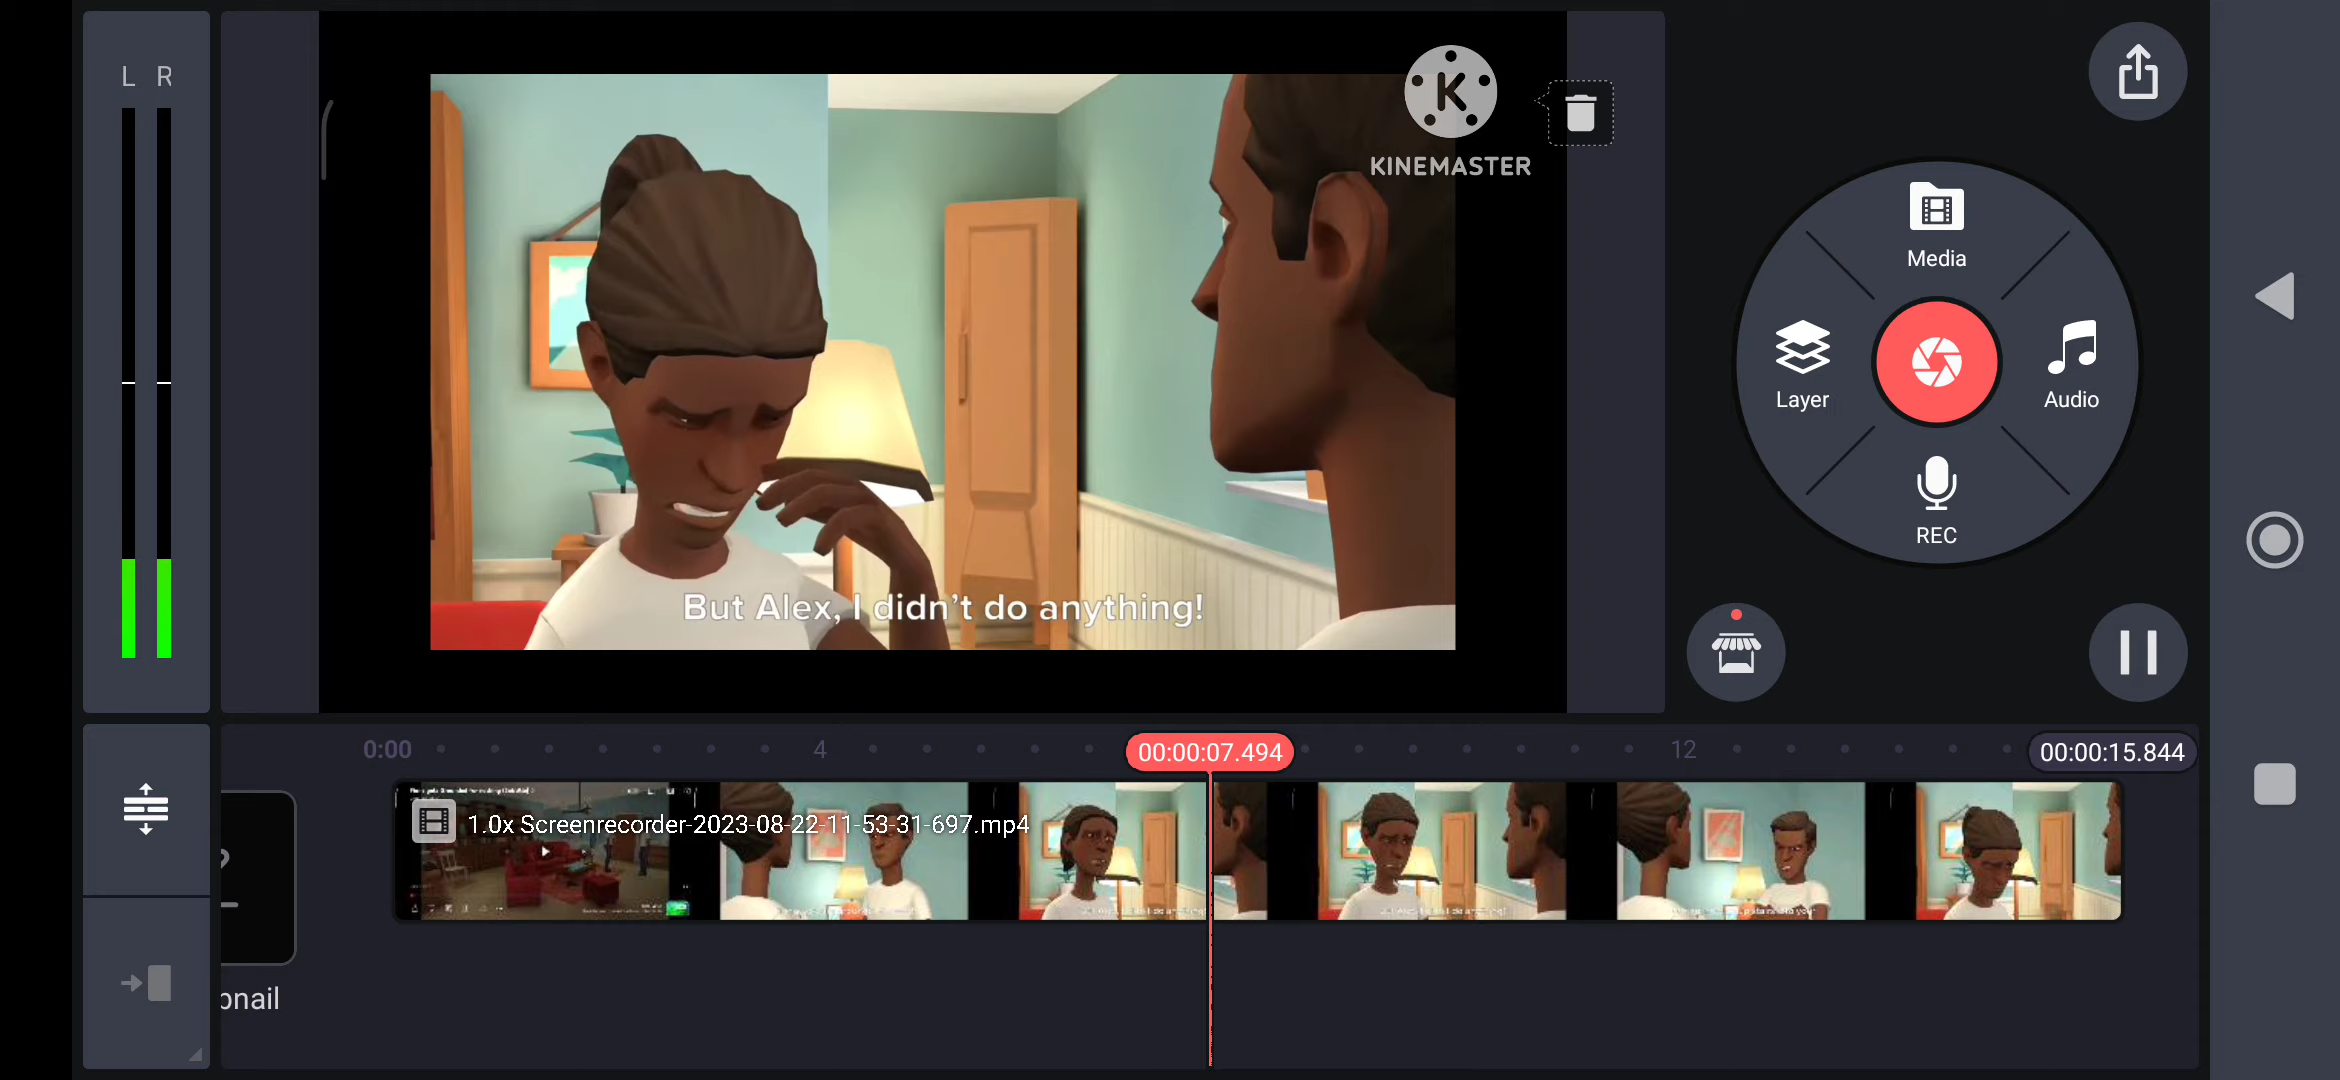 L R
K
KINEMASTER
Media
Layer
Audio
REC
But Alex, I didn't do anything!
0:00
4
00:00:07.494
12
00:00:15.844
1.0x Screenrecorder-2023-08-22-11-53-31-697.mp4
onail